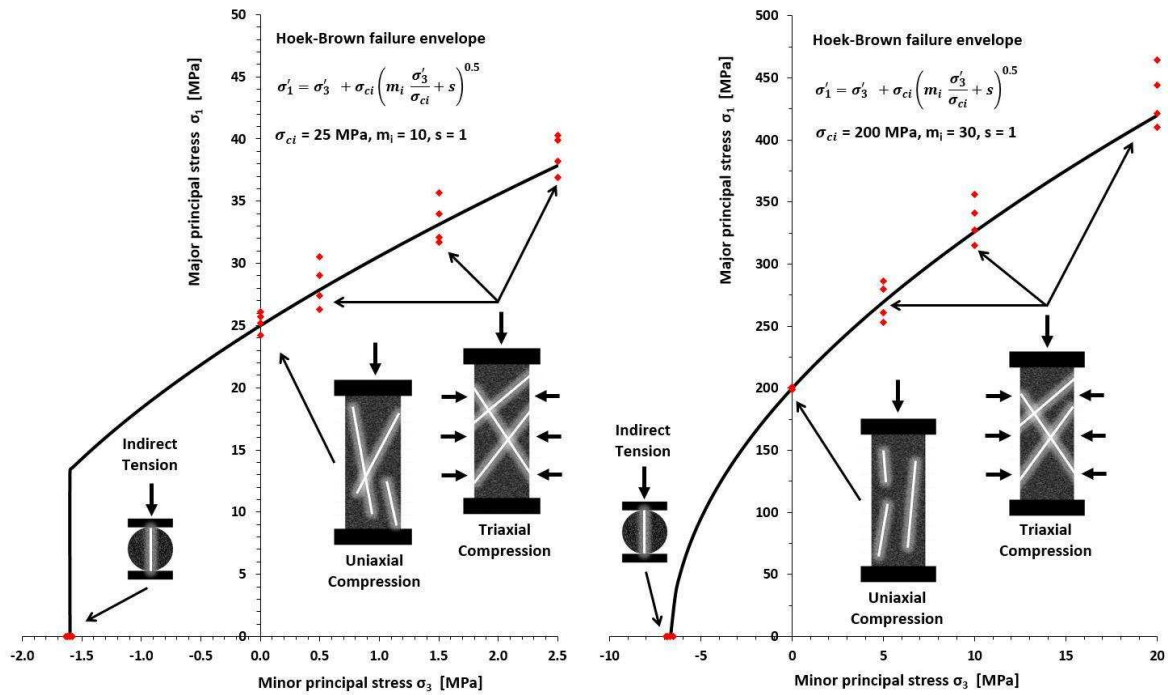 50
45
40
35
30
25
20
15
10
5
0
Major principal stress σ₁ [MPa]
Hoek-Brown failure envelope
σ′₁ = σ′₃ + σci (mi σ′₃/σci + s)^0.5
σci = 25 MPa, mi = 10, s = 1
Indirect
Tension
Uniaxial
Compression
Triaxial
Compression
-2.0 -1.5 -1.0 -0.5 0.0 0.5 1.0 1.5 2.0 2.5
Minor principal stress σ₃ [MPa]
500
450
400
350
300
250
200
150
100
50
0
Major principal stress σ₁ [MPa]
Hoek-Brown failure envelope
σ′₁ = σ′₃ + σci (mi σ′₃/σci + s)^0.5
σci = 200 MPa, mi = 30, s = 1
Indirect
Tension
Uniaxial
Compression
Triaxial
Compression
-10 -5 0 5 10 15 20
Minor principal stress σ₃ [MPa]